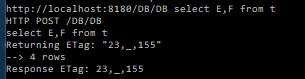 http://localhost:8180/DB/DB select E,F from t
HTTP POST /DB/DB
select E,F from t
Returning ETag: "23,_,155"
--> 4 rows
Response ETag: 23,_,155